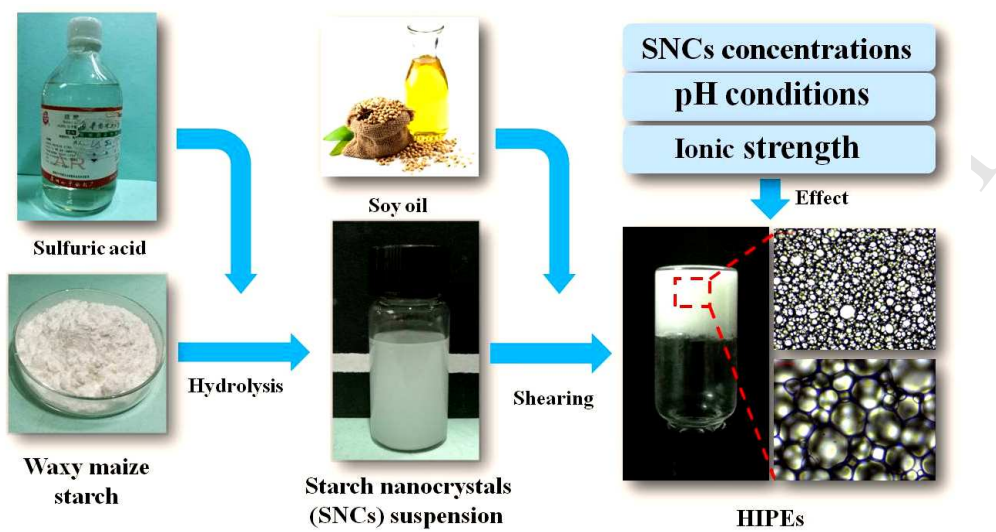 SNCs concentrations
pH conditions
Ionic strength
Effect
Sulfuric acid
Soy oil
AR
Hydrolysis
Shearing
Waxy maize
starch
Starch nanocrystals
(SNCs) suspension
HIPEs